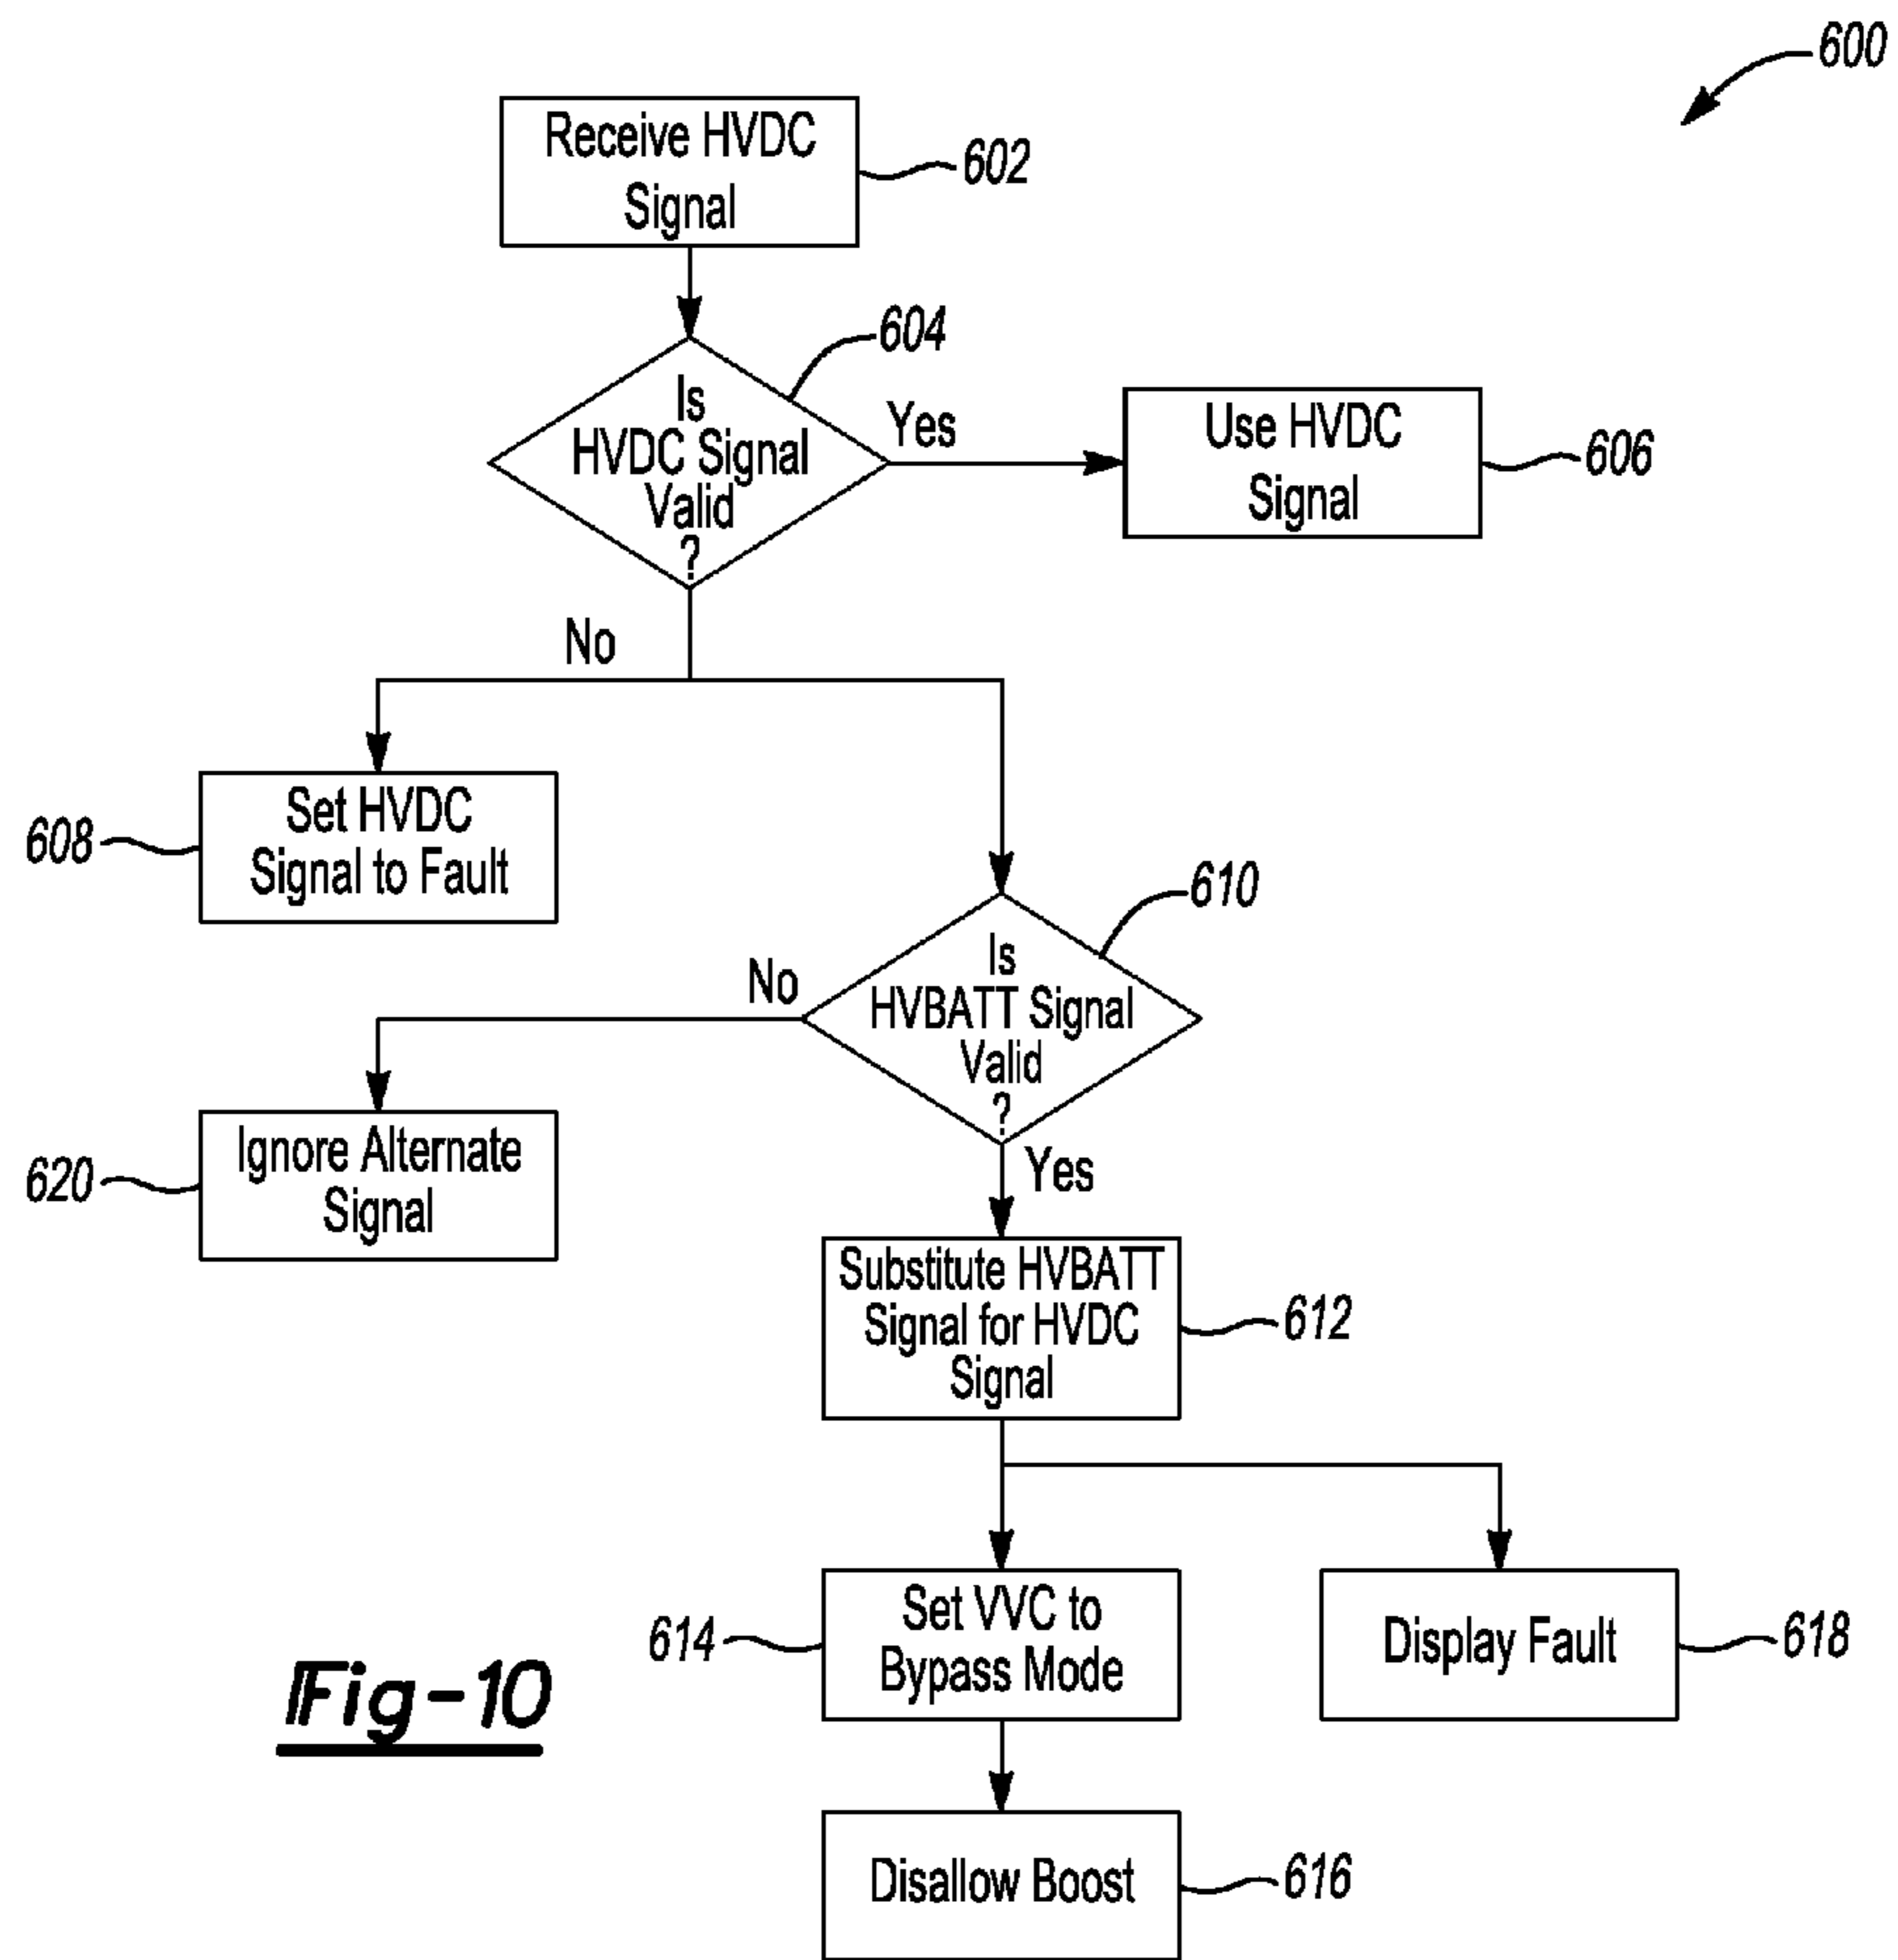 600
Receive HVDC
Signal
602
604
Is
HVDC Signal
Valid
?
Yes
Use HVDC
Signal
606
No
Set HVDC
Signal to Fault
608
610
Is
HVBATT Signal
Valid
?
No
Ignore Alternate
Signal
620
Yes
Substitute HVBATT
Signal for HVDC
Signal
612
Set VVC to
Bypass Mode
614
Display Fault
618
Disallow Boost
616
Fig-10